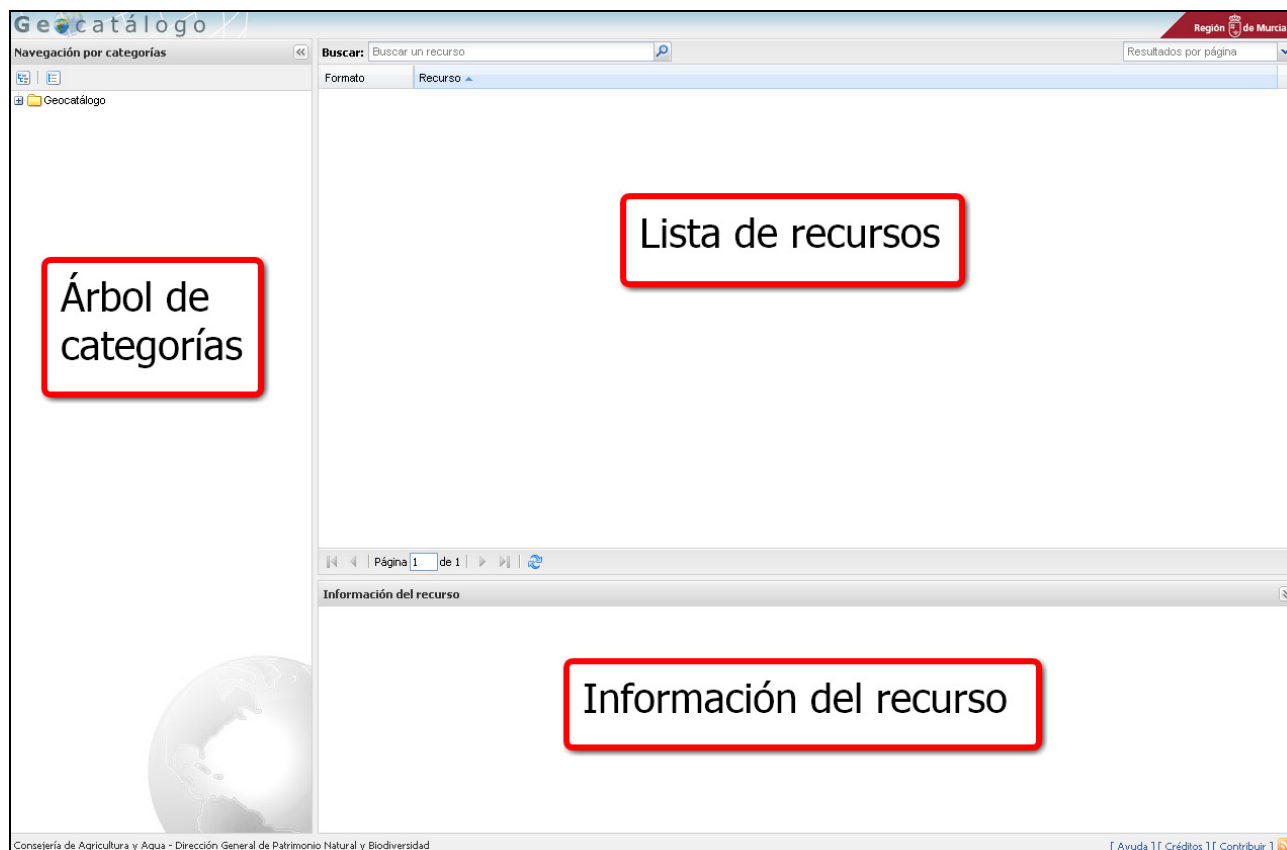 Geocatálogo
Región de Murcia
Navegación por categorías
Buscar: Buscar un recurso
Resultados por página
Formato Recurso
Geocatálogo
Lista de recursos
Árbol de
categorías
Página 1 de 1
Información del recurso
Información del recurso
Consejería de Agricultura y Agua - Dirección General de Patrimonio Natural y Biodiversidad
[ Ayuda ] [ Créditos ] [ Contribuir ]